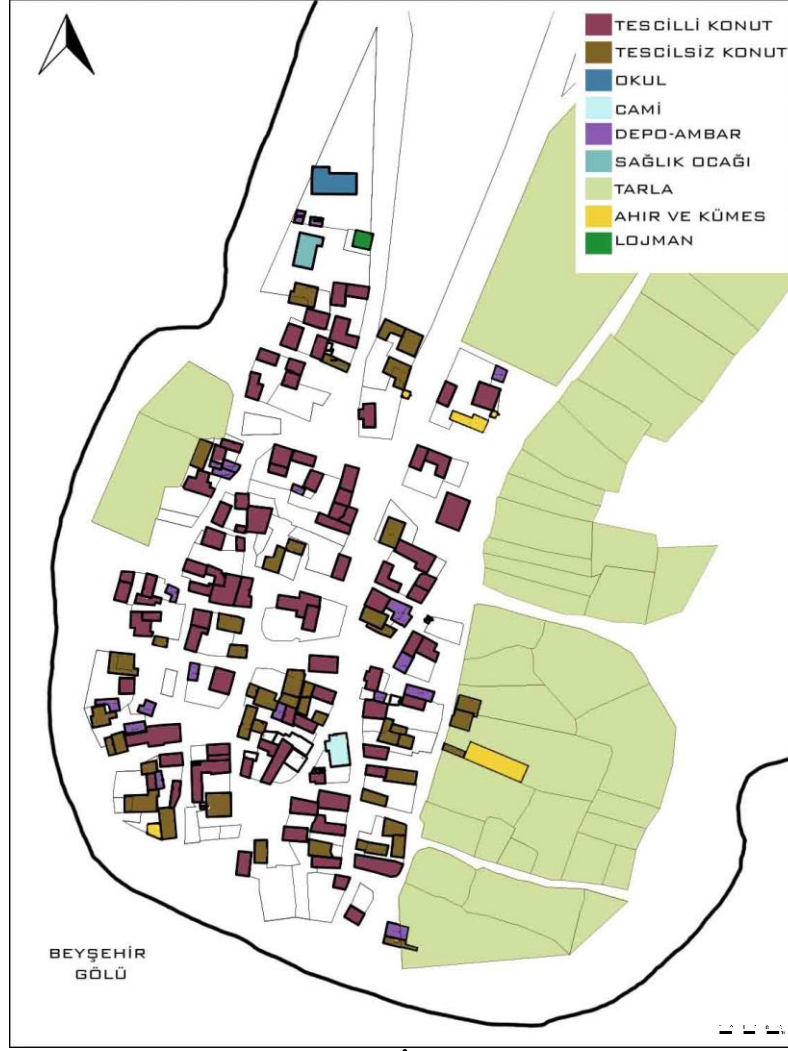 TESCİLLİ KONUT
TESCİLSİZ KONUT
OKUL
CAMİ
DEPO-AMBAR
SAĞLIK OCAĞI
TARLA
AHIR VE KÜMES
LOJMAN
BEYŞEHİR
GÖLÜ